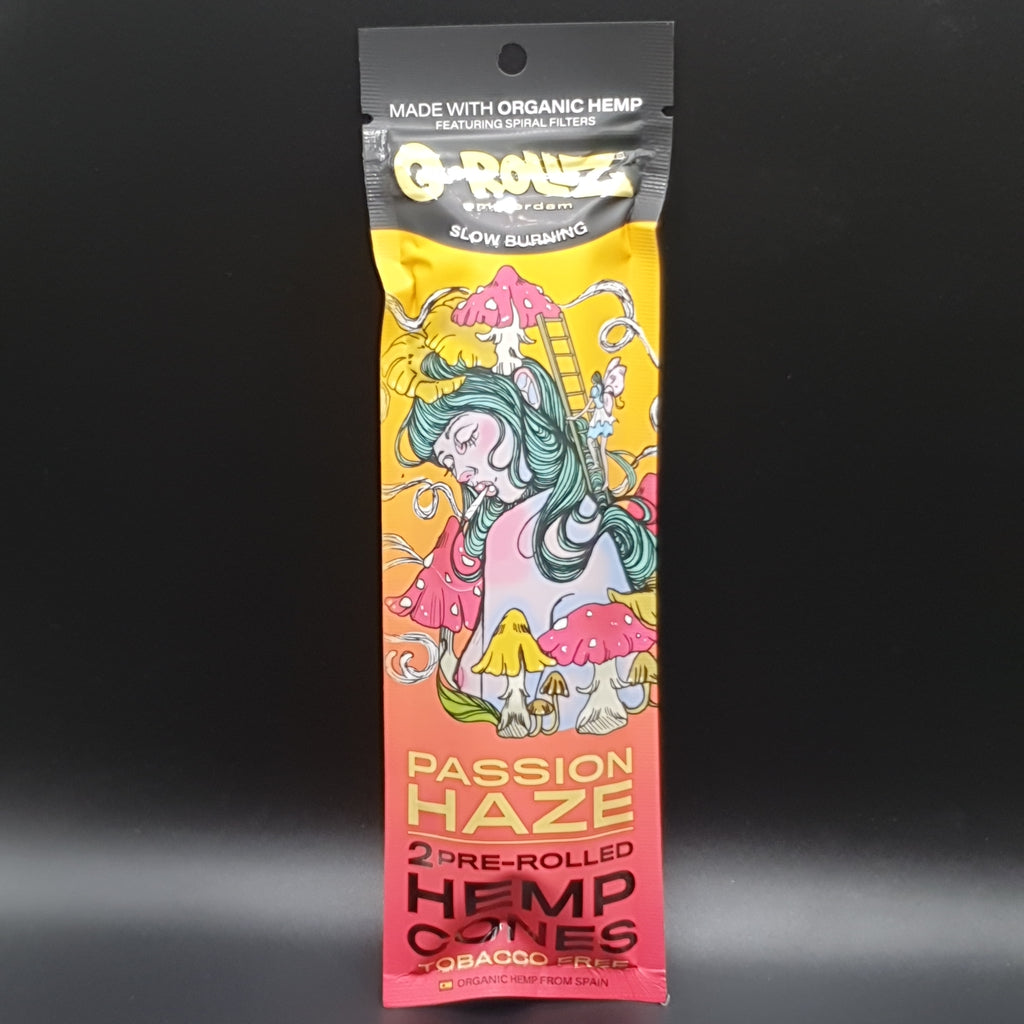 MADE WITH ORGANIC HEMP
FEATURING SPIRAL FILTERS
G-ROLLZ
amsterdam
SLOW BURNING
PASSION
HAZE
2 PRE-ROLLED
HEMP
CONES
TOBACCO FREE
ORGANIC HEMP FROM SPAIN